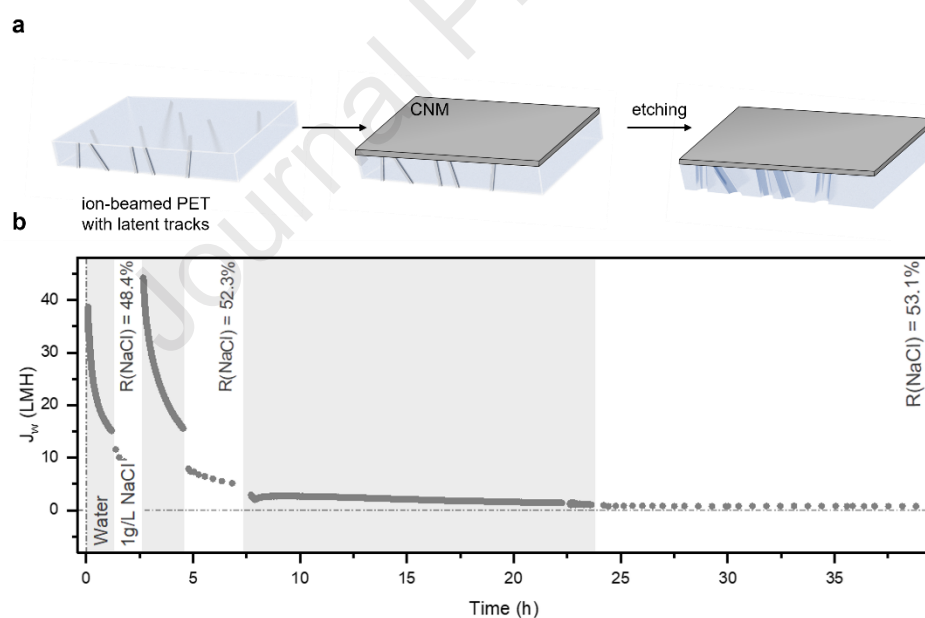 a
Journal P
CNM
etching
ion-beamed PET
with latent tracks
b
J_w (LMH)
40
30
20
10
0
Water
1g/L NaCl
R(NaCl) = 48.4%
R(NaCl) = 52.3%
R(NaCl) = 53.1%
0
5
10
15
20
25
30
35
Time (h)